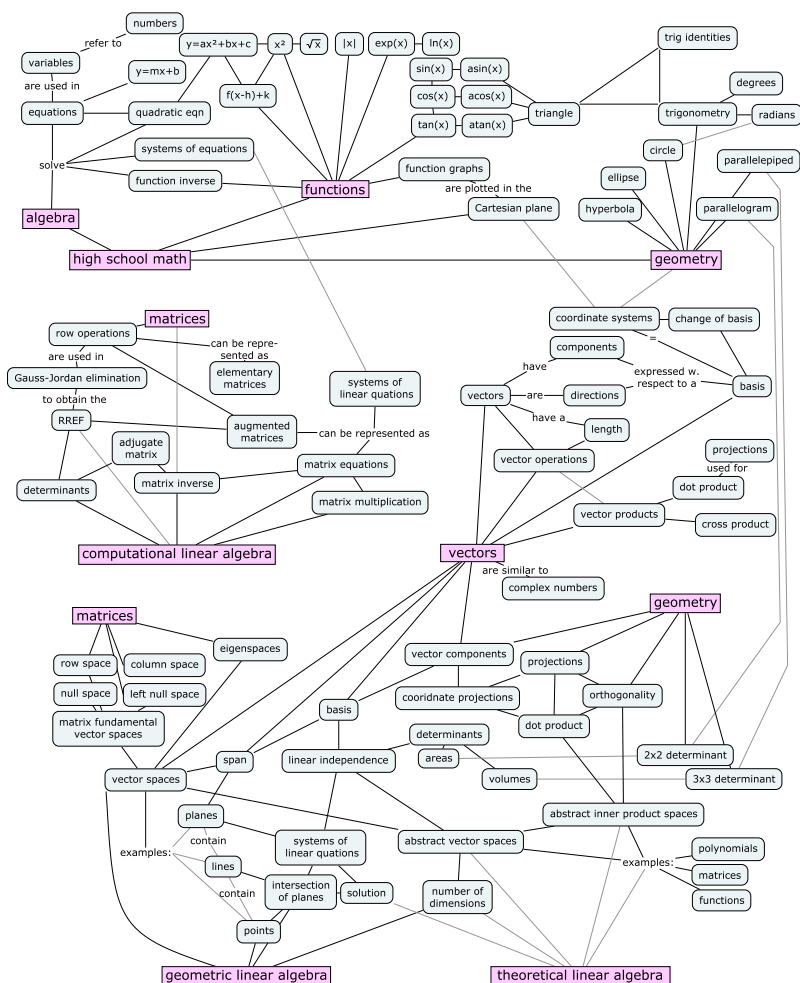 numbers
refer to
y=ax²+bx+c
x²
√x
|x|
exp(x)
ln(x)
trig identities
variables
y=mx+b
sin(x)
asin(x)
are used in
degrees
f(x-h)+k
cos(x)
acos(x)
equations
quadratic eqn
triangle
trigonometry
radians
tan(x)
atan(x)
systems of equations
circle
parallelepiped
solve
function graphs
function inverse
functions
are plotted in the
ellipse
algebra
Cartesian plane
hyperbola
parallelogram
high school math
geometry
matrices
coordinate systems
change of basis
row operations
=
can be repre-
sented as
components
are used in
have
expressed w.
respect to a
Gauss-Jordan elimination
elementary
matrices
systems of
linear quations
basis
vectors
are
directions
to obtain the
have a
RREF
augmented
matrices
can be represented as
length
adjugate
matrix
projections
matrix equations
vector operations
used for
determinants
matrix inverse
dot product
matrix multiplication
vector products
cross product
computational linear algebra
vectors
are similar to
complex numbers
matrices
geometry
eigenspaces
vector components
row space
column space
projections
null space
left null space
cooridnate projections
orthogonality
basis
matrix fundamental
vector spaces
dot product
determinants
span
linear independence
areas
2x2 determinant
vector spaces
volumes
3x3 determinant
planes
abstract inner product spaces
contain
systems of
linear quations
abstract vector spaces
examples:
polynomials
examples:
lines
matrices
contain
intersection
of planes
solution
number of
dimensions
functions
points
geometric linear algebra
theoretical linear algebra